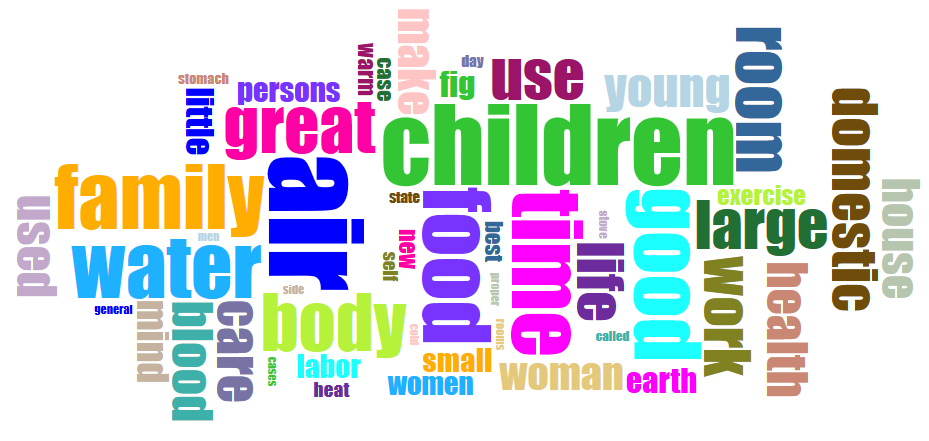 make
warm
case
day
use
fig
young
room
stomach
persons
little
great
children
domestic
family
air
used
water
men
general
side
body
mind
blood
care
cases
labor
heat
state
food
new
self
cold
small
women
best
proper
rooms
time
woman
stove
life
called
good
earth
exercise
large
work
health
house